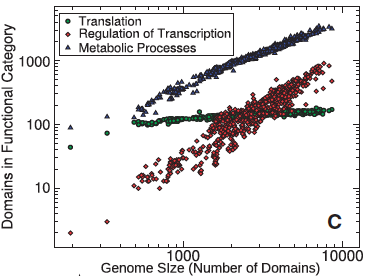 Translation
Regulation of Transcription
Metabolic Processes
Domains in Functional Category
1000
100
10
C
1000
10000
Genome SIze (Number of Domains)